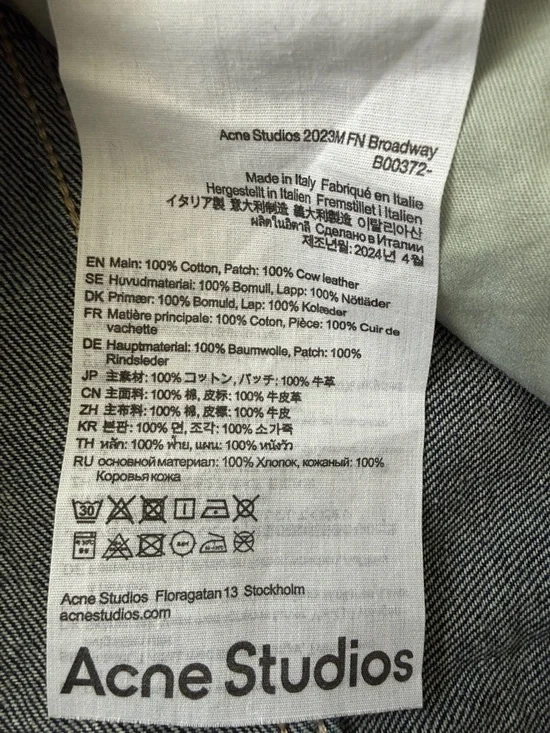 Acne Studios 2023M FN Broadway
B00372-
Made in Italy Fabriqué en Italie
Hergestellt in Italien Fremstillet i Italien
イタリア製 意大利制造 義大利製造 이탈리아산
ผลิตในอิตาลี Сделано в Италии
제조년월: 2024년 4월
EN Main: 100% Cotton, Patch: 100% Cow leather
SE Huvudmaterial: 100% Bomull, Lapp: 100% Nötläder
DK Primær: 100% Bomuld, Lap: 100% Kolæder
FR Matière principale: 100% Coton, Pièce: 100% Cuir de
vachette
DE Hauptmaterial: 100% Baumwolle, Patch: 100%
Rindsleder
JP 主素材: 100% コットン, パッチ: 100% 牛革
CN 主面料: 100% 棉, 皮标: 100% 牛皮革
ZH 主布料: 100% 棉, 皮標: 100% 牛皮
KR 본판: 100% 면, 조각: 100% 소가죽
TH หลัก: 100% ฝ้าย, แผน: 100% หนังวัว
RU основной материал: 100% Хлопок, кожаный: 100%
Коровья кожа
30
Acne Studios Floragatan 13 Stockholm
acnestudios.com
Acne Studios